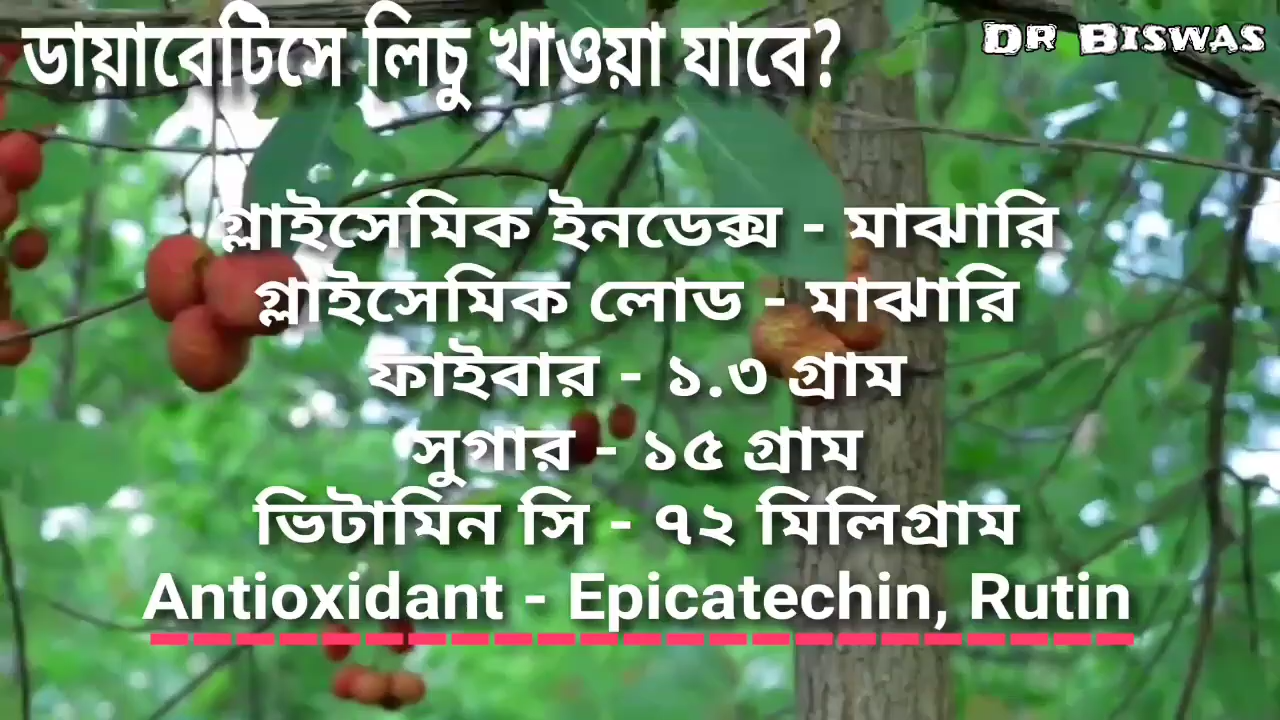 ডায়াবেটিসে লিচু খাওয়া যাবে?
DR BISWAS
গ্লাইসেমিক ইনডেক্স - মাঝারি
গ্লাইসেমিক লোড - মাঝারি
ফাইবার - ১.৩ গ্রাম
সুগার - ১৫ গ্রাম
ভিটামিন সি - ৭২ মিলিগ্রাম
Antioxidant - Epicatechin, Rutin